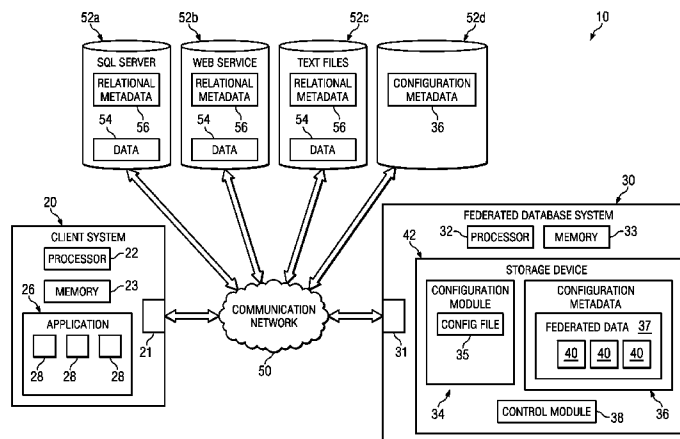 52a
52b
52c
52d
10
SQL SERVER
RELATIONAL
METADATA
56
54
DATA
WEB SERVICE
RELATIONAL
METADATA
56
54
DATA
TEXT FILES
RELATIONAL
METADATA
56
54
DATA
CONFIGURATION
METADATA
36
20
CLIENT SYSTEM
PROCESSOR
22
MEMORY
23
26
APPLICATION
28
28
28
21
COMMUNICATION
NETWORK
50
31
30
FEDERATED DATABASE SYSTEM
32
PROCESSOR
MEMORY
33
42
STORAGE DEVICE
CONFIGURATION
MODULE
CONFIG FILE
35
34
CONFIGURATION
METADATA
FEDERATED DATA 37
40 40 40
36
CONTROL MODULE
38